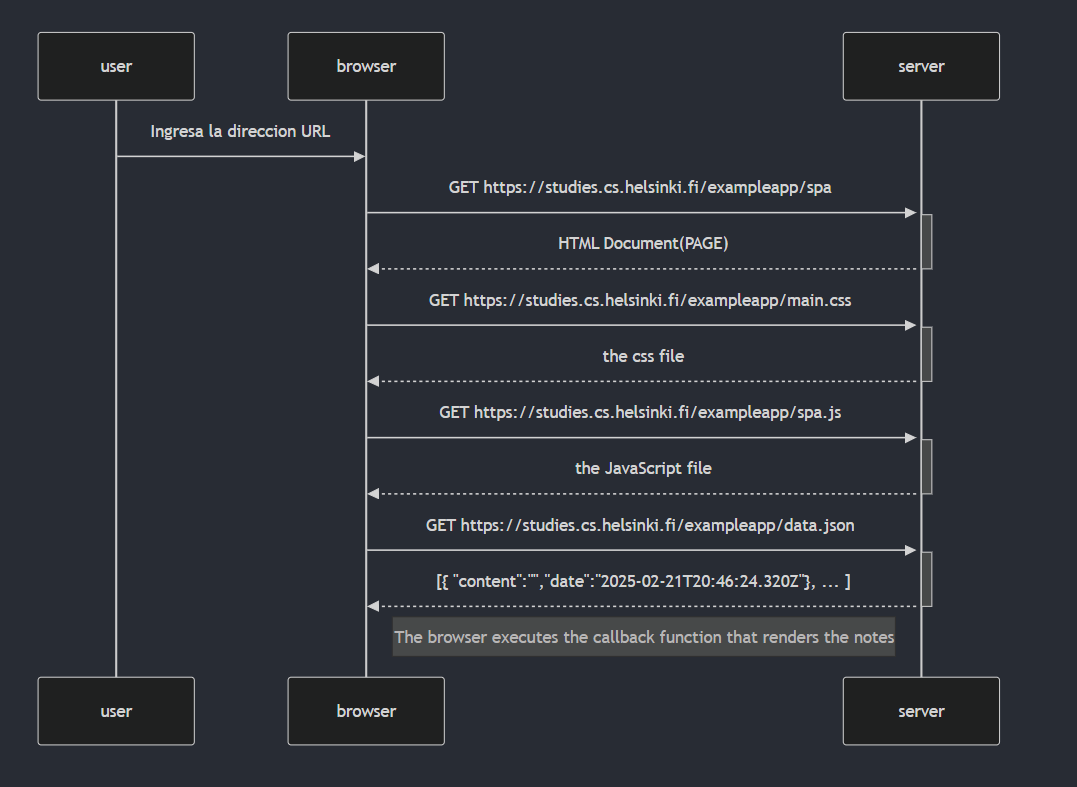 user
browser
server
Ingresa la direccion URL
GET https://studies.cs.helsinki.fi/exampleapp/spa
HTML Document(PAGE)
GET https://studies.cs.helsinki.fi/exampleapp/main.css
the css file
GET https://studies.cs.helsinki.fi/exampleapp/spa.js
the JavaScript file
GET https://studies.cs.helsinki.fi/exampleapp/data.json
[{ "content":"","date":"2025-02-21T20:46:24.320Z"}, ... ]
The browser executes the callback function that renders the notes
user
browser
server